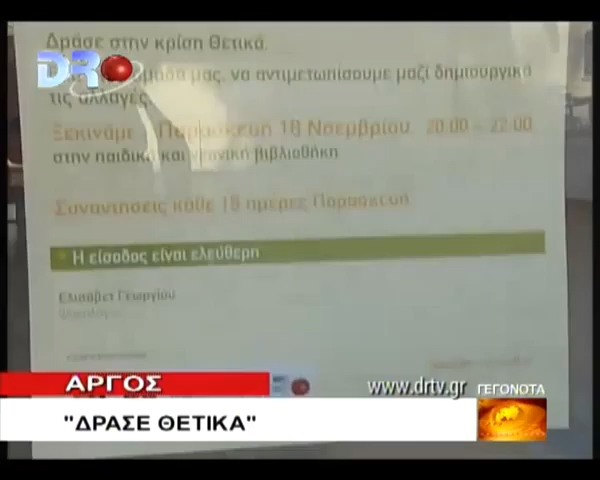 Δράσε στην κρίση Θετικά.
DRO
μας, να αντιμετωπίσουμε μαζί δημιουργικά
τις αλλαγές.
Ξεκινάμε Παρασκευή 18 Νοεμβρίου 20:00 - 22:00
στην παιδική και νεανική βιβλιοθήκη
Συναντήσεις κάθε 15 ημέρες Παρασκευή
Η είσοδος είναι ελεύθερη
Ελισάβετ Γεωργίου
ΑΡΓΟΣ
www.drtv.gr ΓΕΓΟΝΟΤΑ
"ΔΡΑΣΕ ΘΕΤΙΚΑ"